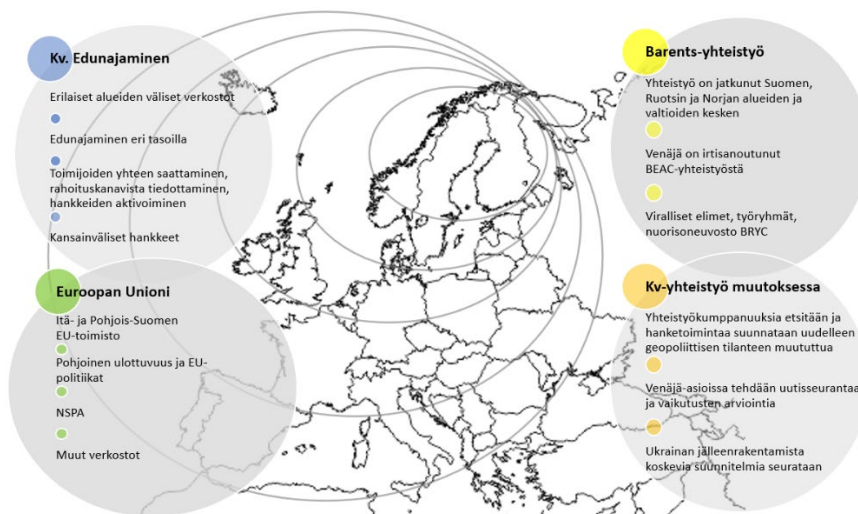 Kv. Edunajaminen
Erilaiset alueiden väliset verkostot
Edunajaminen eri tasoilla
Toimijoiden yhteen saattaminen,
rahoituskanavista tiedottaminen,
hankkeiden aktivoiminen
Kansainväliset hankkeet
Euroopan Unioni
Itä- ja Pohjois-Suomen
EU-toimisto
Pohjoinen ulottuvuus ja EU-
politiikat
NSPA
Muut verkostot
Barents-yhteistyö
Yhteistyö on jatkunut Suomen,
Ruotsin ja Norjan alueiden ja
valtioiden kesken
Venäjä on irtisanoutunut
BEAC-yhteistyöstä
Viralliset elimet, työryhmät,
nuorisoneuvosto BRYC
Kv-yhteistyö muutoksessa
Yhteistyökumppanuuksia etsitään ja
hanketoimintaa suunnataan uudelleen
geopoliittisen tilanteen muututtua
Venäjä-asioissa tehdään uutisseurantaa
ja vaikutusten arviointia
Ukrainan jälleenrakentamista
koskevia suunnitelmia seurataan